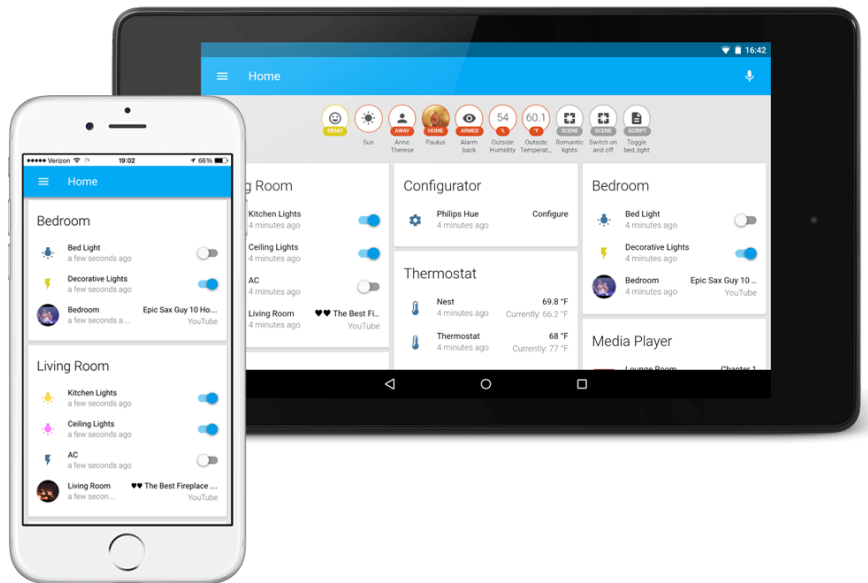 16:42
Home
54
60.1
DEMO
AWAY
HOME
ARMED
%
°F
SCENE
SCENE
SCRIPT
Sun
Anne Therese
Paulus
Alarm back
Outside Humidity
Outside Temperat...
Romantic lights
Switch on and off
Toggle bed_light
g Room
Kitchen Lights
4 minutes ago
Ceiling Lights
4 minutes ago
AC
4 minutes ago
Living Room ♥♥ The Best Fi...
4 minutes ago YouTube
Configurator
Philips Hue Configure
4 minutes ago
Thermostat
Nest 69.8 °F
4 minutes ago Currently: 66.2 °F
Thermostat 68 °F
4 minutes ago Currently: 77 °F
Bedroom
Bed Light
4 minutes ago
Decorative Lights
4 minutes ago
Bedroom Epic Sax Guy 10 ...
4 minutes ago YouTube
Media Player
Lounge Room Chapter 1
Verizon 19:02 66%
Home
Bedroom
Bed Light
a few seconds ago
Decorative Lights
a few seconds ago
Bedroom Epic Sax Guy 10 Ho...
a few seconds a... YouTube
Living Room
Kitchen Lights
a few seconds ago
Ceiling Lights
a few seconds ago
AC
a few seconds ago
Living Room ♥♥ The Best Fireplace ...
a few secon... YouTube